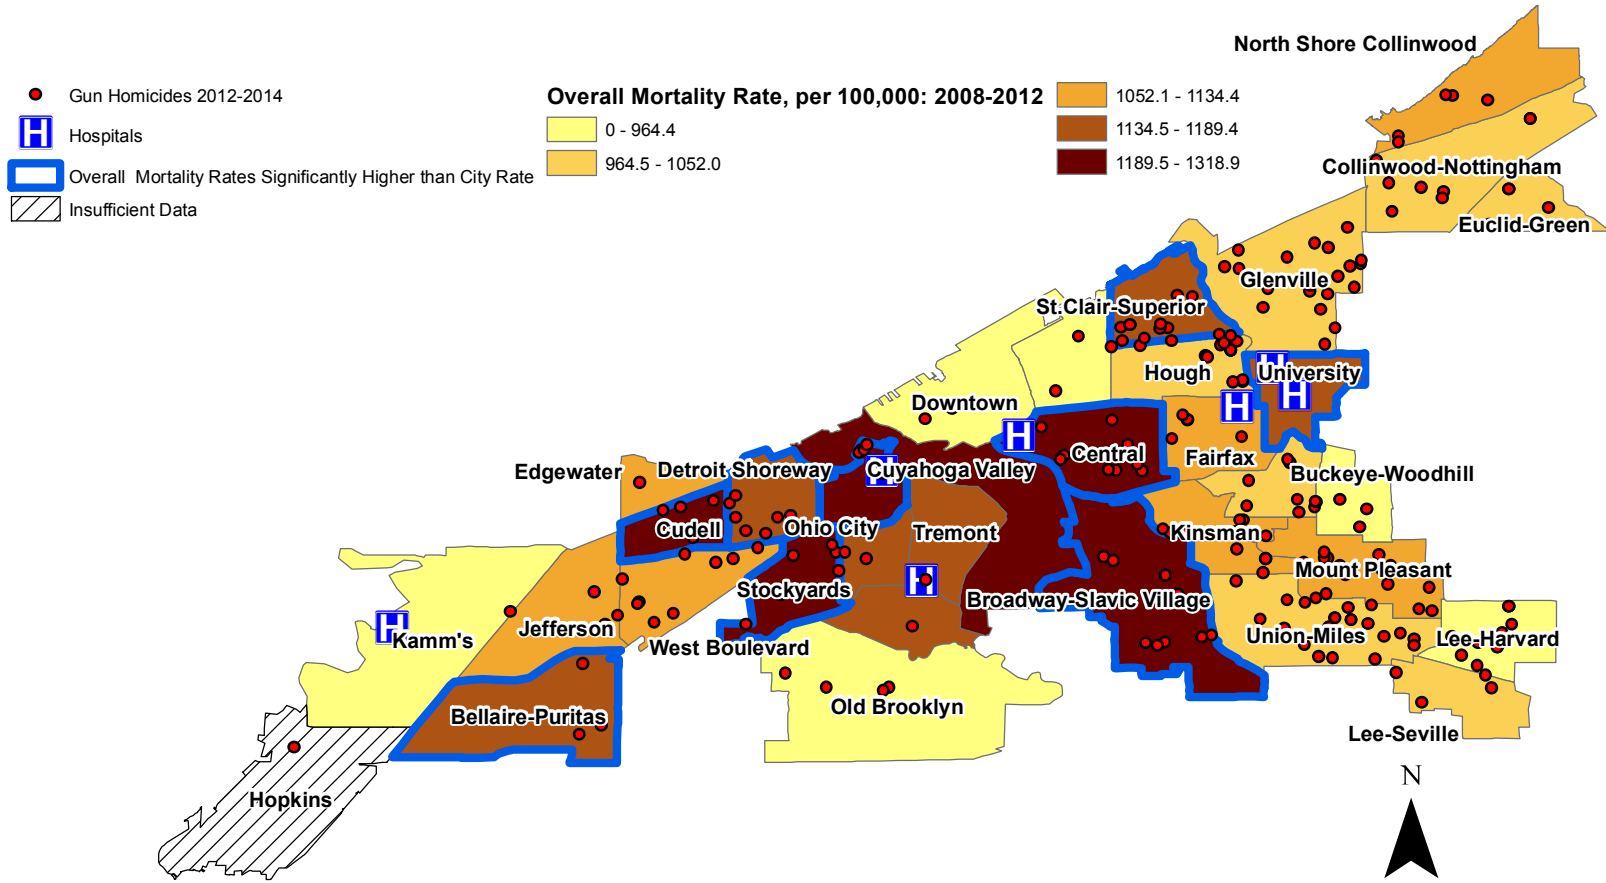 North Shore Collinwood
Gun Homicides 2012-2014
Hospitals
Overall Mortality Rates Significantly Higher than City Rate
Insufficient Data
Overall Mortality Rate, per 100,000: 2008-2012
0 - 964.4
964.5 - 1052.0
1052.1 - 1134.4
1134.5 - 1189.4
1189.5 - 1318.9
H
Collinwood-Nottingham
Euclid-Green
Glenville
St.Clair-Superior
Hough
H
University
H
H
Downtown
H
Central
Fairfax
Edgewater
Detroit Shoreway
H
Cuyahoga Valley
Buckeye-Woodhill
Cudell
Ohio City
Tremont
Kinsman
Mount Pleasant
Stockyards
H
Broadway-Slavic Village
H
Kamm's
Jefferson
West Boulevard
Union-Miles
Lee-Harvard
Bellaire-Puritas
Old Brooklyn
Lee-Seville
Hopkins
N